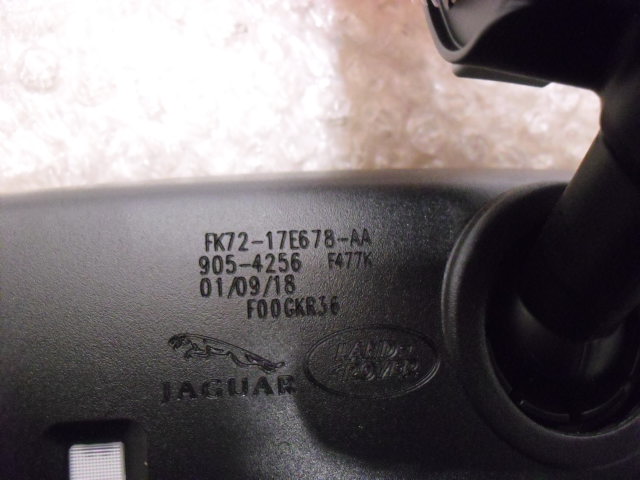 FK72-17E678-AA
905-4256 F477K
01/09/18
F00GKR36
JAGUAR
LAND-
ROVER